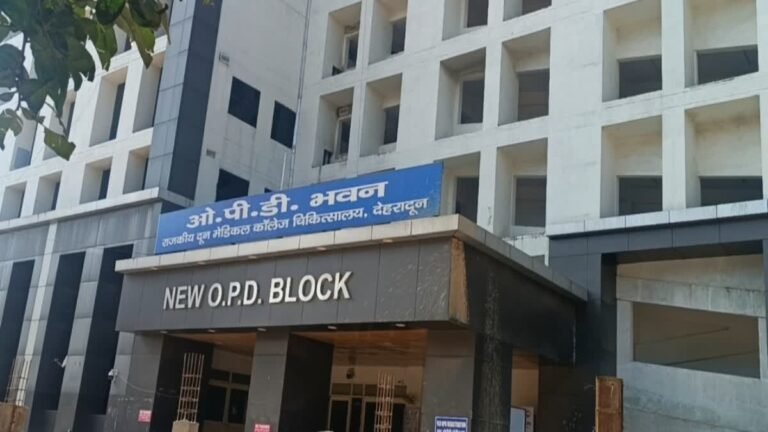 ओ.पी.डी. भवन
राजकीय दून मेडिकल कॉलेज चिकित्सालय, देहरादून
NEW O.P.D. BLOCK